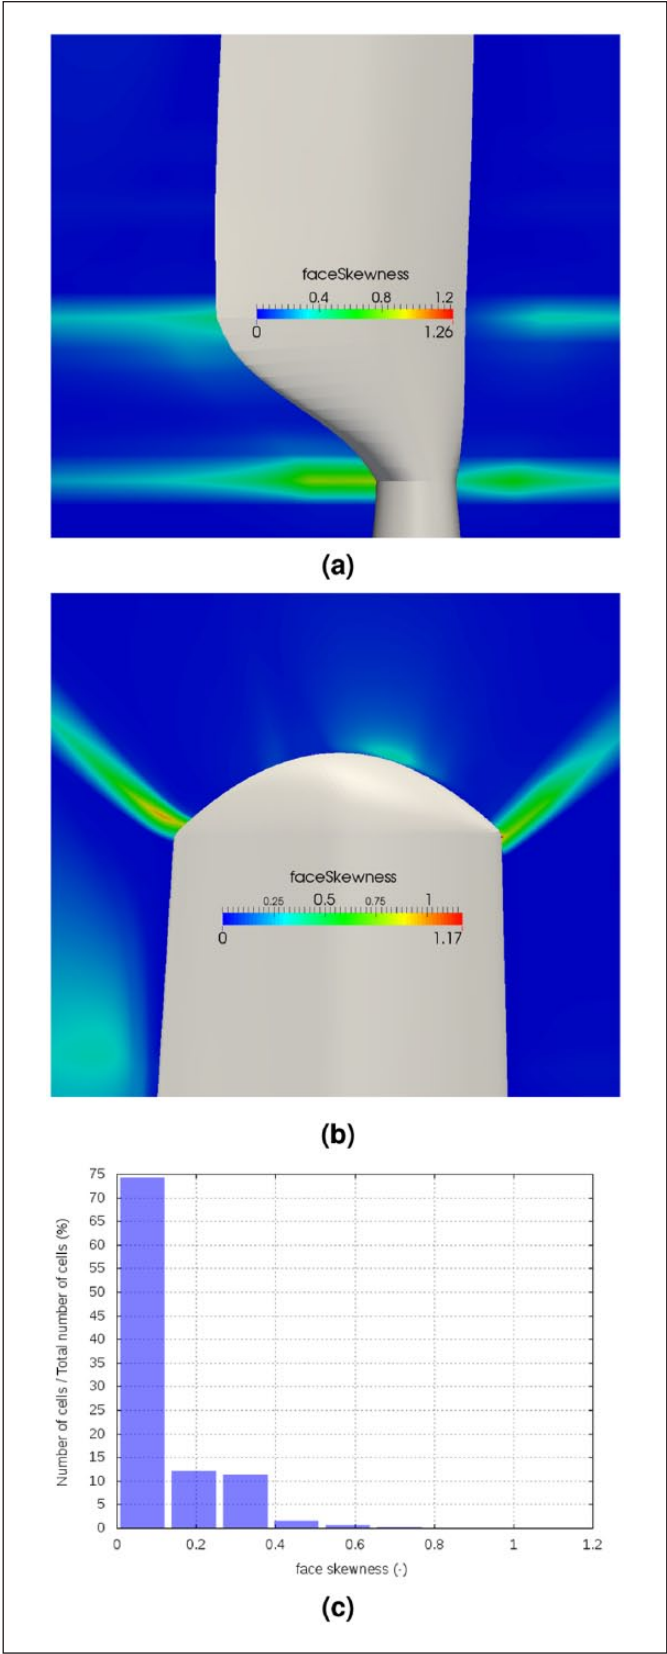 faceSkewness
0.4 0.8 1.2
0 1.26
(a)
faceSkewness
0.25 0.5 0.75 1
0 1.17
(b)
75
70
65
60
55
50
45
40
35
30
25
20
15
10
5
0
Number of cells / Total number of cells (%)
0 0.2 0.4 0.6 0.8 1 1.2
face skewness (-)
(c)